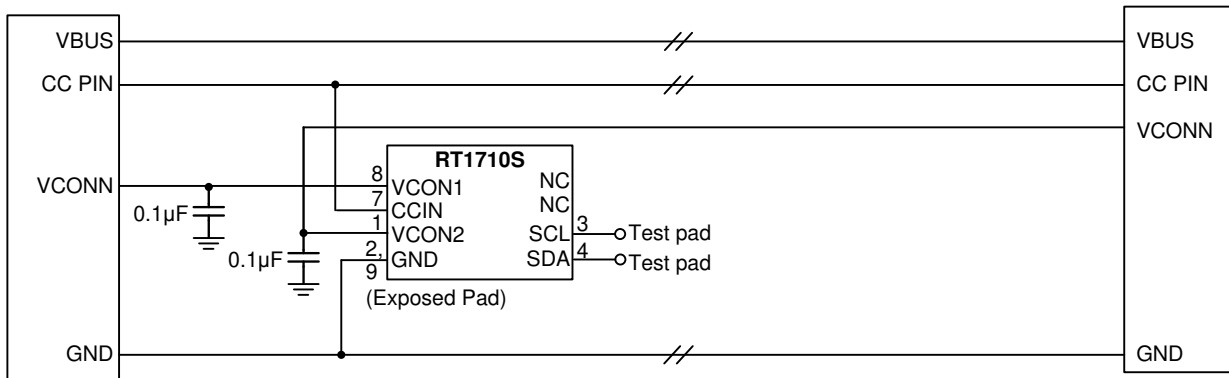 VBUS
VBUS
CC PIN
CC PIN
VCONN
RT1710S
VCONN
8
VCON1
NC
0.1µF
7
CCIN
NC
1
VCON2
SCL
3
Test pad
0.1µF
2,
9
GND
SDA
4
Test pad
(Exposed Pad)
GND
GND